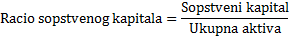 Racio sopstvenog kapitala = Sopstveni kapital
Ukupna aktiva